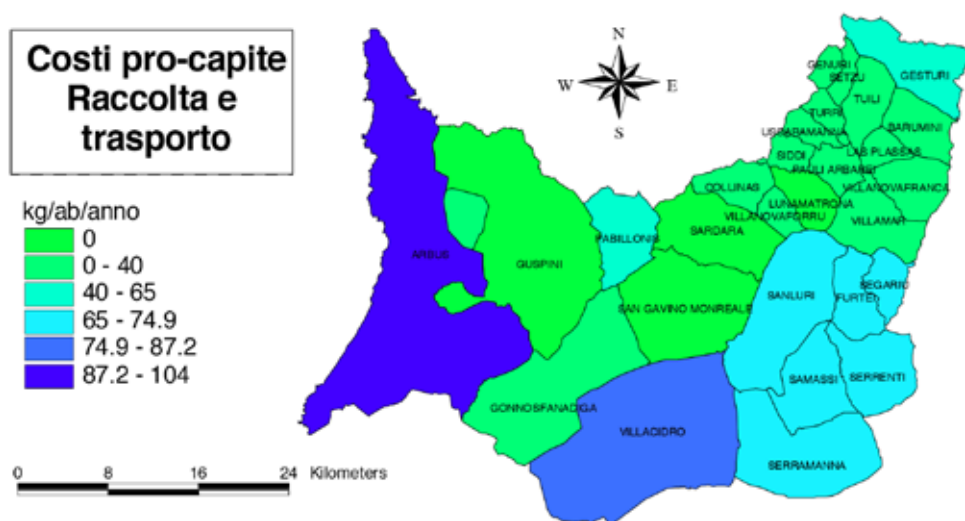 Costi pro-capite
Raccolta e
trasporto
kg/ab/anno
0
0 - 40
40 - 65
65 - 74.9
74.9 - 87.2
87.2 - 104
0 8 16 24 Kilometers
N
W E
S
GENURI
SETZU
GESTURI
TUILI
TURRI
BARUMINI
USSARAMANNA
LAS PLASSAS
SIDDI
PAULI ARBAREI
COLLINAS
VILLANOVAFRANCA
LUNAMATRONA
VILLANOVAFORRU
VILLAMAR
SARDARA
PABILLONIS
ARBUS
GUSPINI
SEGARIU
SANLURI
FURTEI
SAN GAVINO MONREALE
SAMASSI
SERRENTI
GONNOSFANADIGA
VILLACIDRO
SERRAMANNA